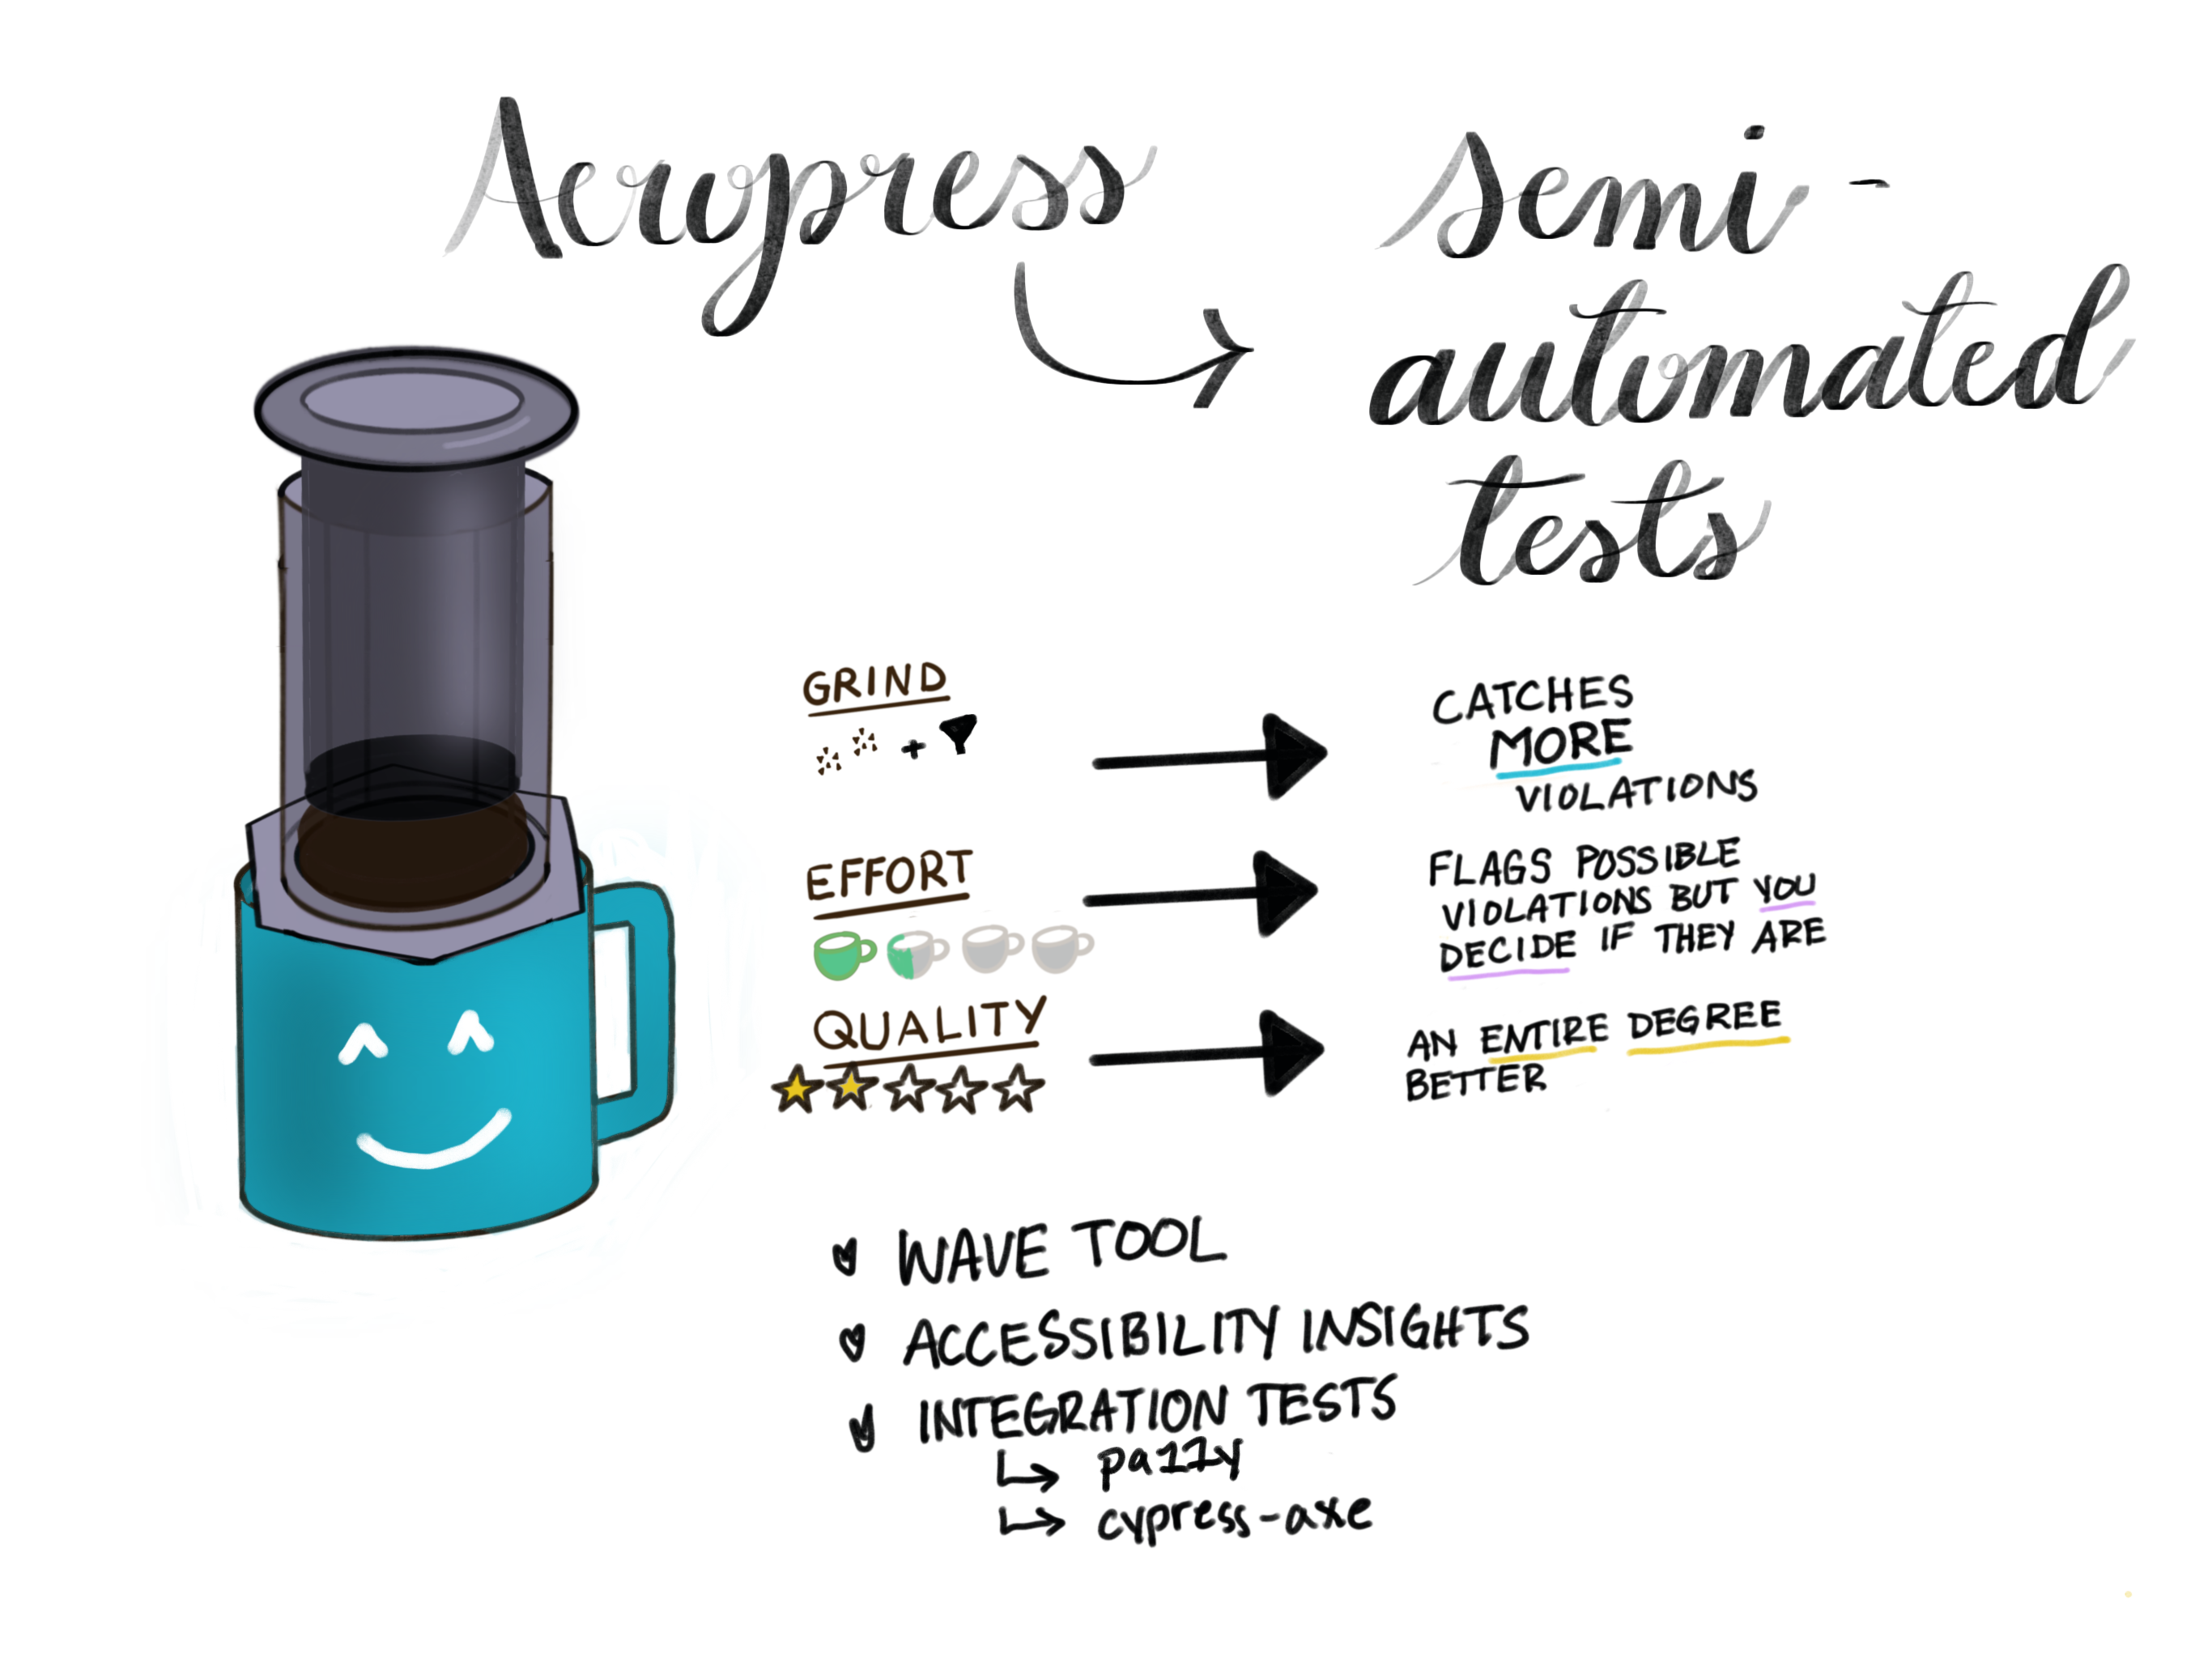 Aeropress
semi-
automated
tests
GRIND
+
CATCHES
MORE
VIOLATIONS
EFFORT
FLAGS POSSIBLE
VIOLATIONS BUT YOU
DECIDE IF THEY ARE
QUALITY
AN ENTIRE DEGREE
BETTER
WAVE TOOL
ACCESSIBILITY INSIGHTS
INTEGRATION TESTS
pa11y
cypress-axe